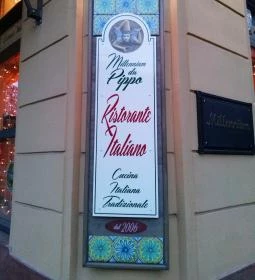 Millennium
da
Pippo
Ristorante
Italiano
Cucina
Italiana
Tradizionale
dal 2006
Millennium